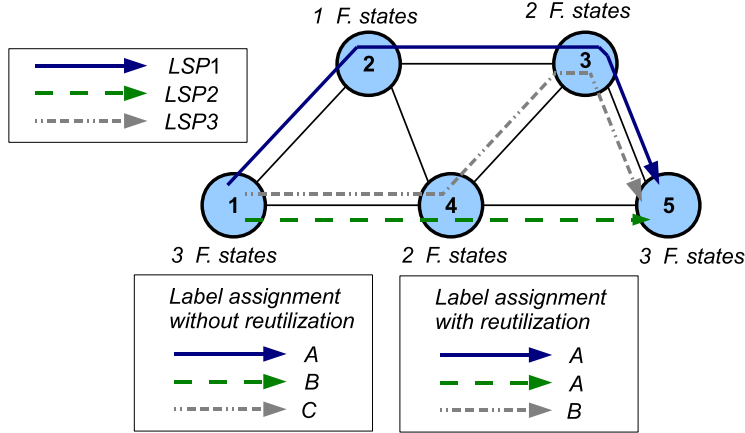 1 F. states
2 F. states
LSP1
LSP2
LSP3
2
3
1
4
5
3 F. states
2 F. states
3 F. states
Label assignment
without reutilization
A
B
C
Label assignment
with reutilization
A
A
B